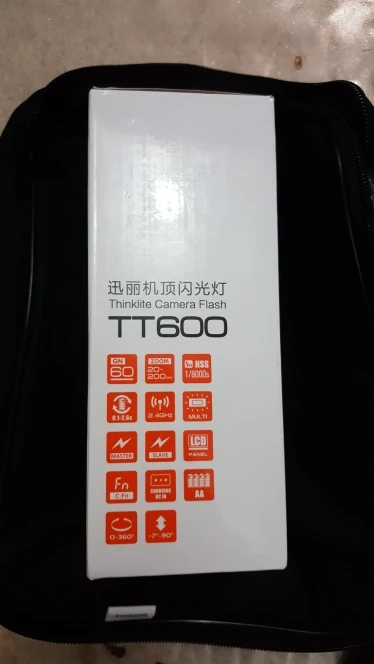 迅丽机顶闪光灯
Thinklite Camera Flash
TT600
GN
60
ZOOM
20-
200mm
HSS
1/8000s
0.1-2.6s
2.4GHz
MULTI
MASTER
SLAVE
LCD
PANEL
Fn
C.Fn
CHARGING
DC IN
AA
0-360°
-7°-90°